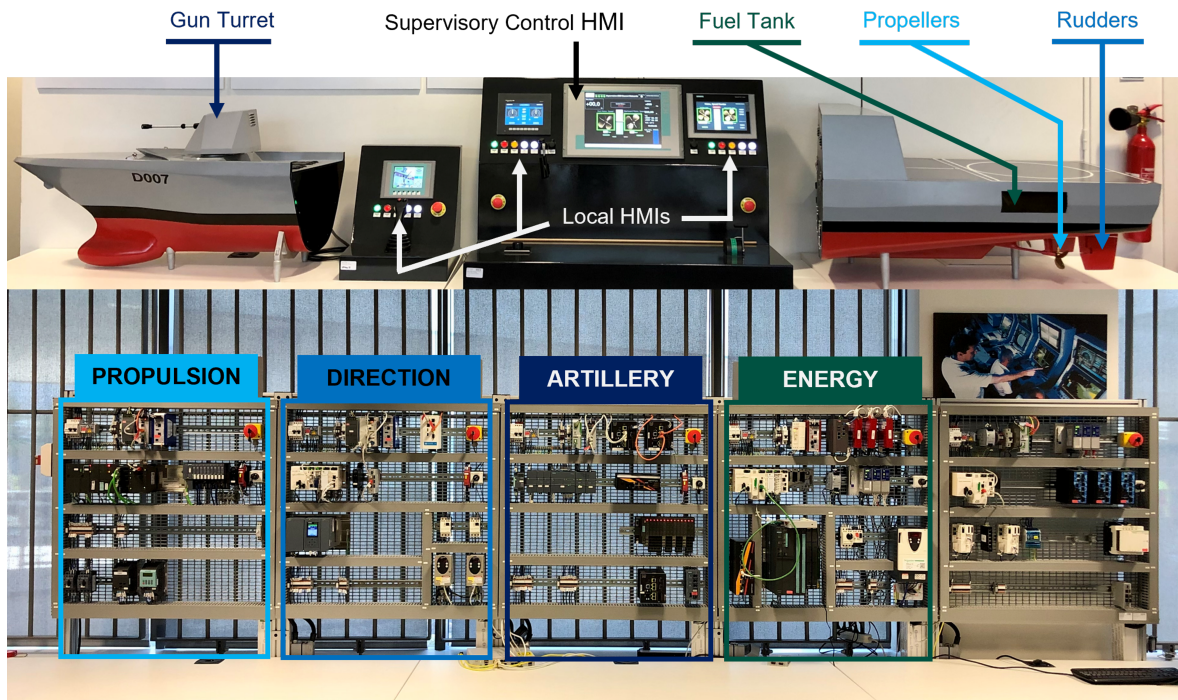 Gun Turret
Supervisory Control HMI
Fuel Tank
Propellers
Rudders
D007
Local HMIs
PROPULSION
DIRECTION
ARTILLERY
ENERGY